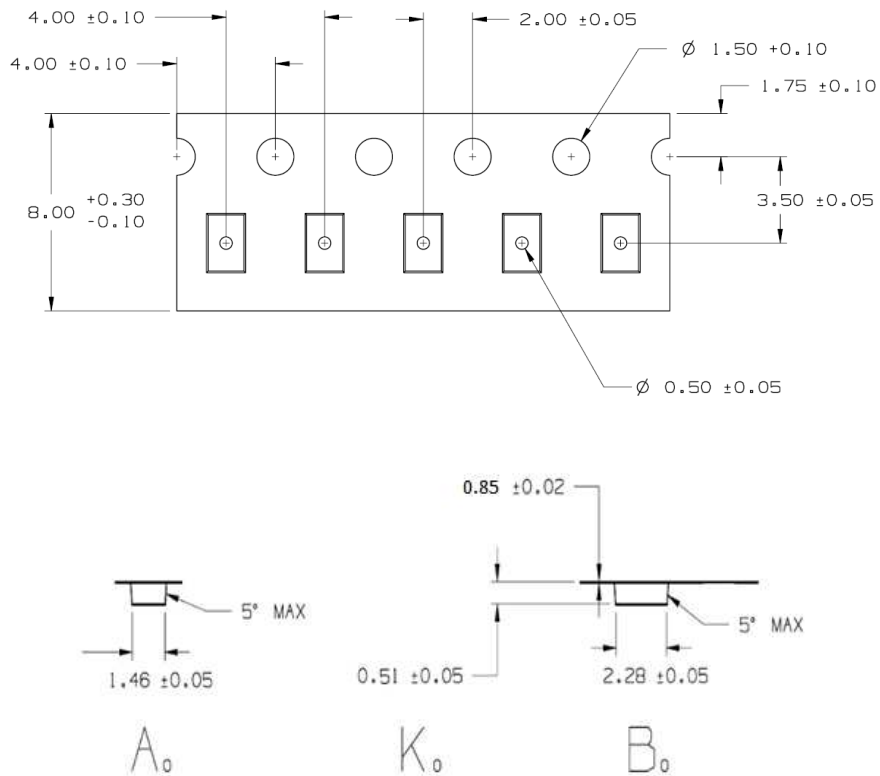 4.00 ±0.10
2.00 ±0.05
Ø 1.50 +0.10
4.00 ±0.10
1.75 ±0.10
8.00 +0.30
-0.10
3.50 ±0.05
Ø 0.50 ±0.05
0.85 ±0.02
5° MAX
5° MAX
1.46 ±0.05
0.51 ±0.05
2.28 ±0.05
A₀
K₀
B₀